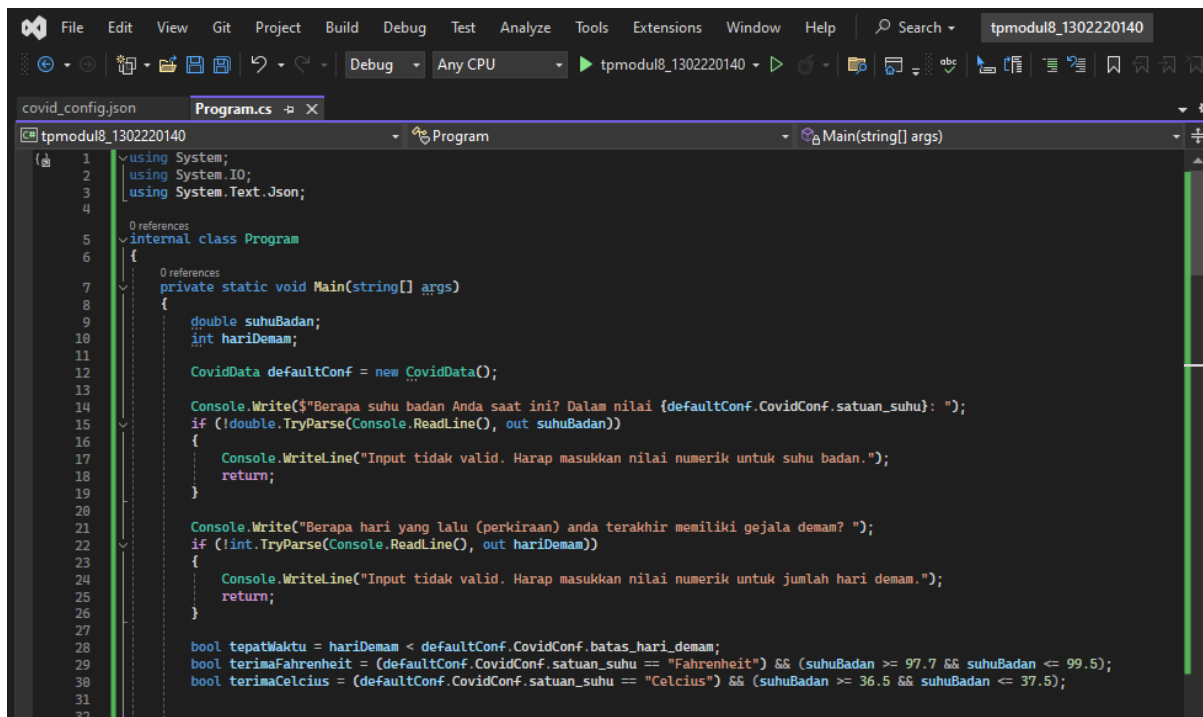 File Edit View Git Project Build Debug Test Analyze Tools Extensions Window Help Search tpmodul8_1302220140
Debug Any CPU tpmodul8_1302220140
covid_config.json Program.cs
C# tpmodul8_1302220140 Program Main(string[] args)
1 using System;
2 using System.IO;
3 using System.Text.Json;
4
0 references
5 internal class Program
6 {
0 references
7 private static void Main(string[] args)
8 {
9 double suhuBadan;
10 int hariDemam;
11
12 CovidData defaultConf = new CovidData();
13
14 Console.Write($"Berapa suhu badan Anda saat ini? Dalam nilai {defaultConf.CovidConf.satuan_suhu}: ");
15 if (!double.TryParse(Console.ReadLine(), out suhuBadan))
16 {
17 Console.WriteLine("Input tidak valid. Harap masukkan nilai numerik untuk suhu badan.");
18 return;
19 }
20
21 Console.Write("Berapa hari yang lalu (perkiraan) anda terakhir memiliki gejala demam? ");
22 if (!int.TryParse(Console.ReadLine(), out hariDemam))
23 {
24 Console.WriteLine("Input tidak valid. Harap masukkan nilai numerik untuk jumlah hari demam.");
25 return;
26 }
27
28 bool tepatWaktu = hariDemam < defaultConf.CovidConf.batas_hari_demam;
29 bool terimaFahrenheit = (defaultConf.CovidConf.satuan_suhu == "Fahrenheit") && (suhuBadan >= 97.7 && suhuBadan <= 99.5);
30 bool terimaCelcius = (defaultConf.CovidConf.satuan_suhu == "Celcius") && (suhuBadan >= 36.5 && suhuBadan <= 37.5);
31
32